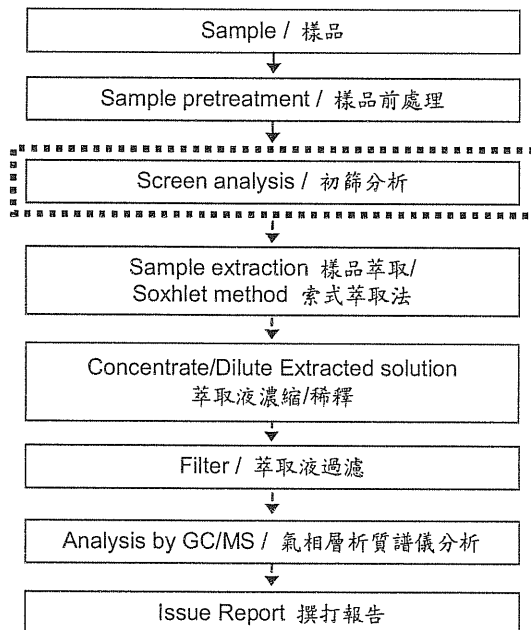 Sample / 樣品
Sample pretreatment / 樣品前處理
Screen analysis / 初篩分析
Sample extraction 樣品萃取/
Soxhlet method 索式萃取法
Concentrate/Dilute Extracted solution
萃取液濃縮/稀釋
Filter / 萃取液過濾
Analysis by GC/MS / 氣相層析質譜儀分析
Issue Report 撰打報告